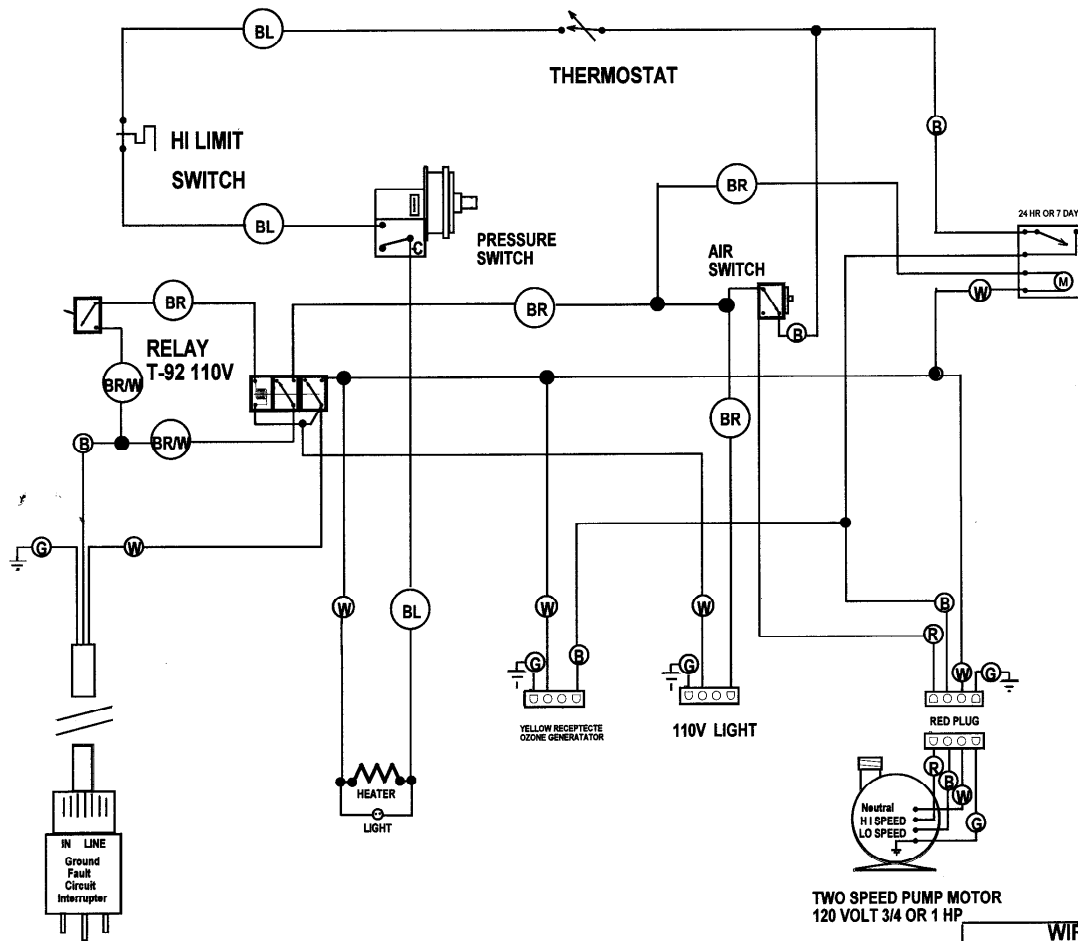 BL
THERMOSTAT
B
HI LIMIT
SWITCH
BR
24 HR OR 7 DAY
BL
PRESSURE
SWITCH
C
AIR
SWITCH
M
W
BR
BR
B
RELAY
T-92 110V
BR/W
BR
B
BR/W
G
W
W
BL
W
W
B
R
G
B
G
W
G
YELLOW RECEPTECTE
OZONE GENERATATOR
110V LIGHT
RED PLUG
HEATER
LIGHT
R
B
W
G
Neutral
H I SPEED
LO SPEED
IN LINE
Ground
Fault
Circuit
Interrupter
TWO SPEED PUMP MOTOR
120 VOLT 3/4 OR 1 HP